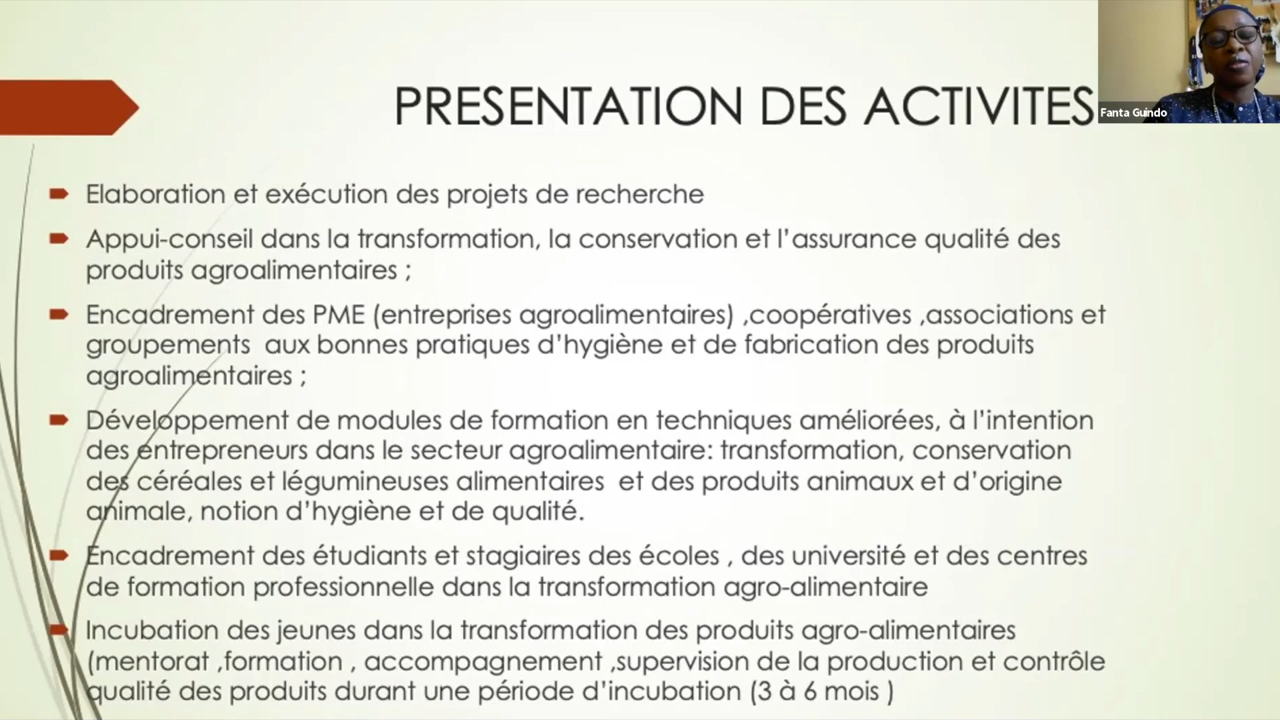 PRESENTATION DES ACTIVITES
Fanta Guindo
Elaboration et exécution des projets de recherche
Appui-conseil dans la transformation, la conservation et l’assurance qualité des
produits agroalimentaires ;
Encadrement des PME (entreprises agroalimentaires) ,coopératives ,associations et
groupements  aux bonnes pratiques d’hygiène et de fabrication des produits
agroalimentaires ;
Développement de modules de formation en techniques améliorées, à l’intention
des entrepreneurs dans le secteur agroalimentaire: transformation, conservation
des céréales et légumineuses alimentaires  et des produits animaux et d’origine
animale, notion d’hygiène et de qualité.
Encadrement des étudiants et stagiaires des écoles , des université et des centres
de formation professionnelle dans la transformation agro-alimentaire
Incubation des jeunes dans la transformation des produits agro-alimentaires
(mentorat ,formation , accompagnement ,supervision de la production et contrôle
qualité des produits durant une période d’incubation (3 à 6 mois )